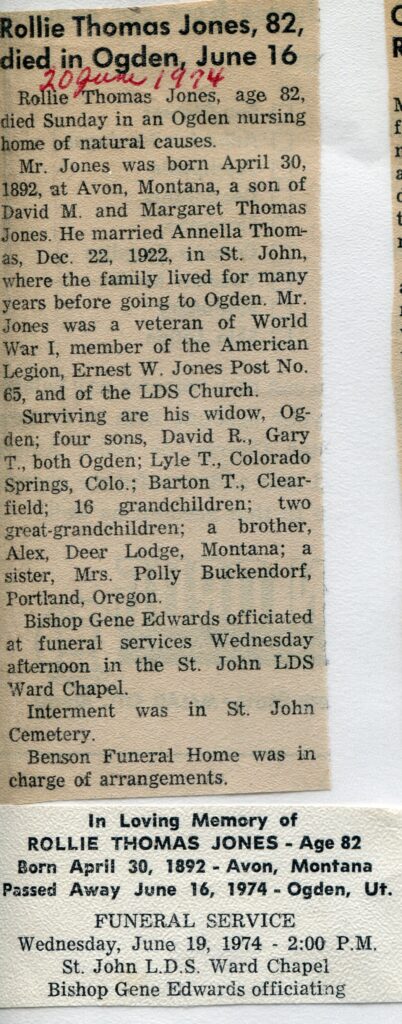 Rollie Thomas Jones, 82,
died in Ogden, June 16
20 June 1974
Rollie Thomas Jones, age 82,
died Sunday in an Ogden nursing
home of natural causes.
Mr. Jones was born April 30,
1892, at Avon, Montana, a son of
David M. and Margaret Thomas
Jones. He married Annella Thom-
as, Dec. 22, 1922, in St. John,
where the family lived for many
years before going to Ogden. Mr.
Jones was a veteran of World
War I, member of the American
Legion, Ernest W. Jones Post No.
65, and of the LDS Church.
Surviving are his widow, Og-
den; four sons, David R., Gary
T., both Ogden; Lyle T., Colorado
Springs, Colo.; Barton T., Clear-
field; 16 grandchildren; two
great-grandchildren; a brother,
Alex, Deer Lodge, Montana; a
sister, Mrs. Polly Buckendorf,
Portland, Oregon.
Bishop Gene Edwards officiated
at funeral services Wednesday
afternoon in the St. John LDS
Ward Chapel.
Interment was in St. John
Cemetery.
Benson Funeral Home was in
charge of arrangements.
In Loving Memory of
ROLLIE THOMAS JONES - Age 82
Born April 30, 1892 - Avon, Montana
Passed Away June 16, 1974 - Ogden, Ut.
FUNERAL SERVICE
Wednesday, June 19, 1974 - 2:00 P.M.
St. John L.D.S. Ward Chapel
Bishop Gene Edwards officiating